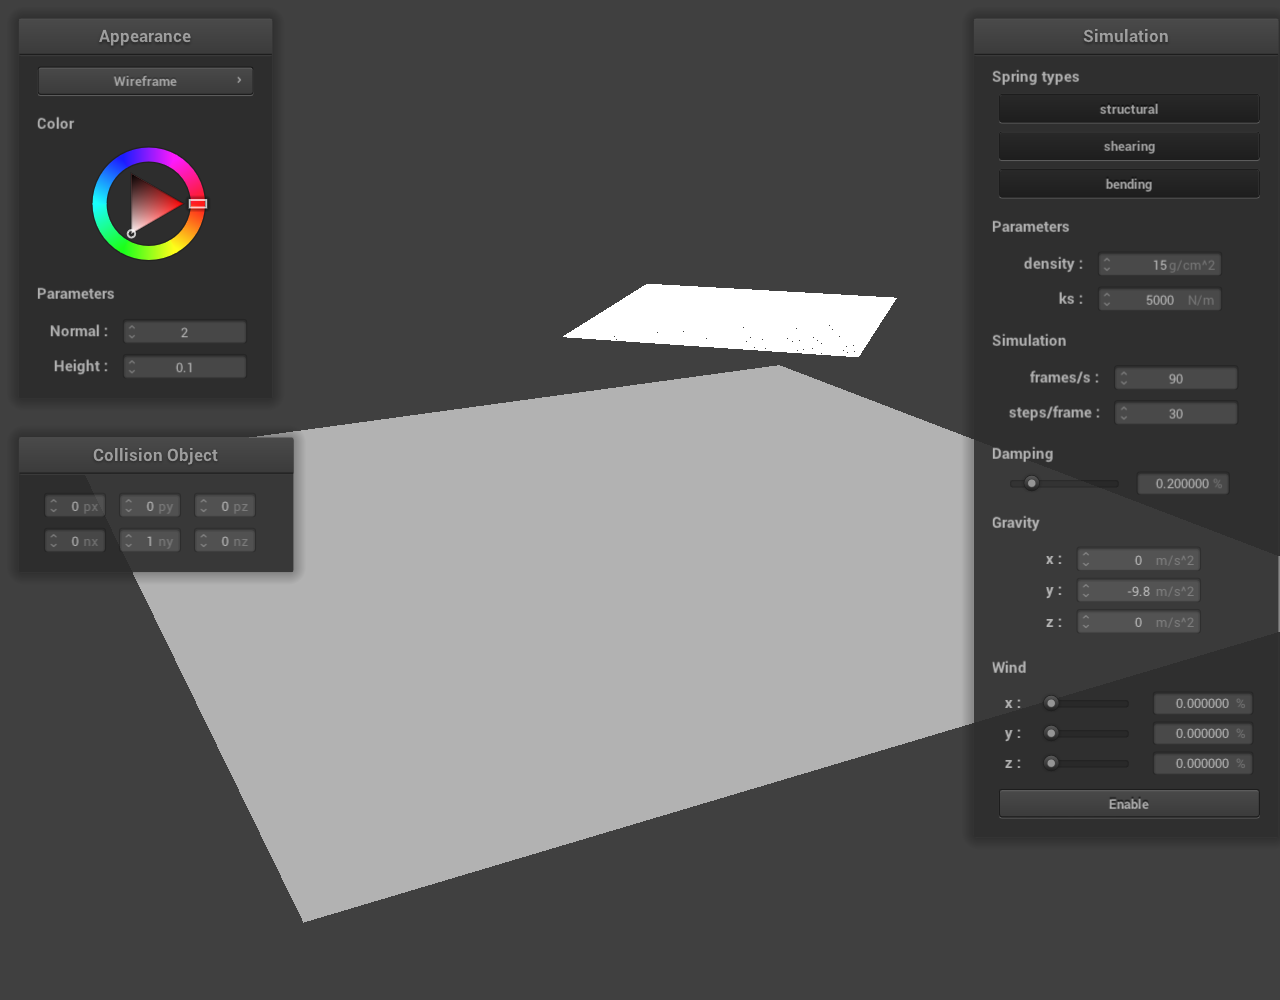 Appearance
Wireframe ›
Color
Parameters
Normal : 2
Height : 0.1
Collision Object
0 px 0 py 0 pz
0 nx 1 ny 0 nz
Simulation
Spring types
structural
shearing
bending
Parameters
density : 15 g/cm^2
ks : 5000 N/m
Simulation
frames/s : 90
steps/frame : 30
Damping
0.200000 %
Gravity
x : 0 m/s^2
y : -9.8 m/s^2
z : 0 m/s^2
Wind
x : 0.000000 %
y : 0.000000 %
z : 0.000000 %
Enable